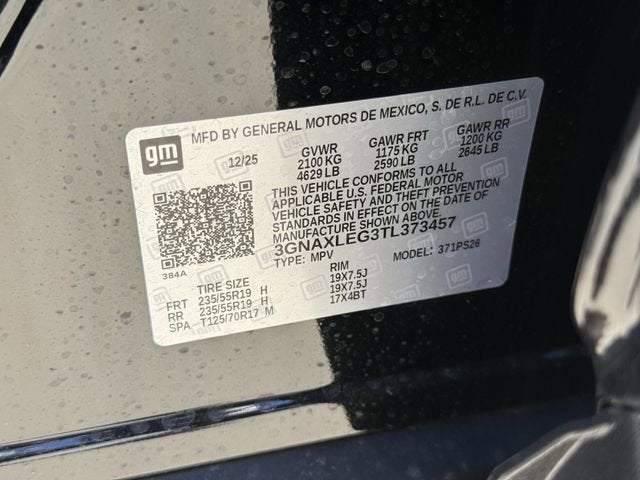 gm
MFD BY GENERAL MOTORS DE MEXICO, S. DE R.L. DE C.V.
12/25 GVWR GAWR FRT GAWR RR
2100 KG 1175 KG 1200 KG
4629 LB 2590 LB 2645 LB
THIS VEHICLE CONFORMS TO ALL
APPLICABLE U.S. FEDERAL MOTOR
VEHICLE SAFETY AND THEFT PREVENTION
STANDARDS IN EFFECT ON THE DATE OF
MANUFACTURE SHOWN ABOVE.
3GNAXLEG3TL373457
TYPE: MPV MODEL: 371PS26
384A
TIRE SIZE RIM
FRT 235/55R19 H 19X7.5J
RR 235/55R19 H 19X7.5J
SPA T125/70R17 M 17X4BT